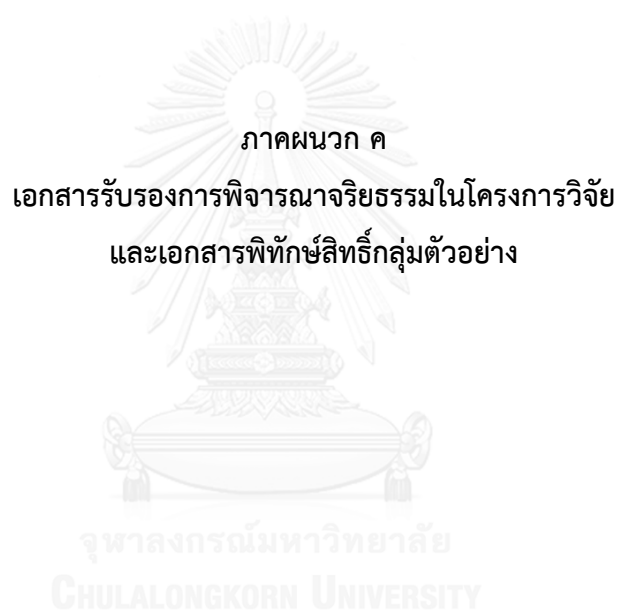 ภาคผนวก ค
เอกสารรับรองการพิจารณาจริยธรรมในโครงการวิจัย
และเอกสารพิทักษ์สิทธิ์กลุ่มตัวอย่าง
จุฬาลงกรณ์มหาวิทยาลัย
CHULALONGKORN UNIVERSITY